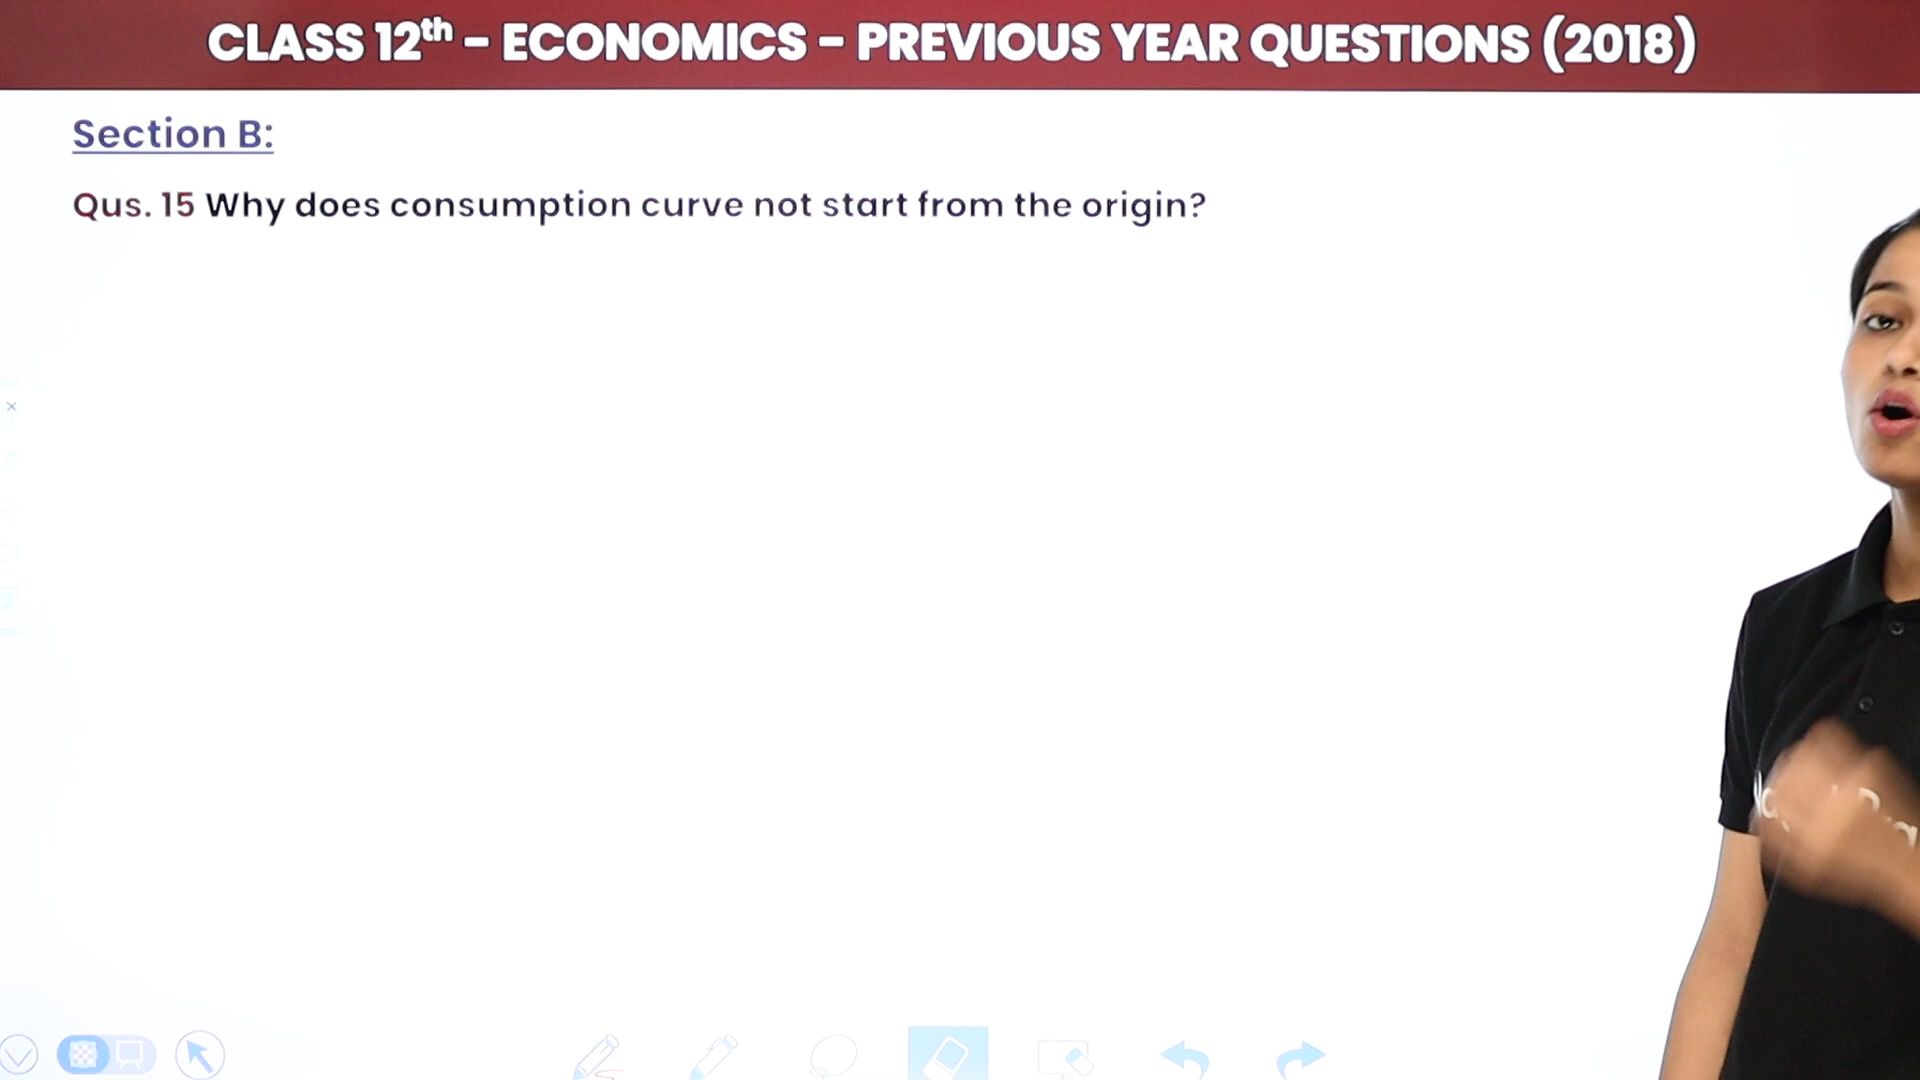 CLASS 12th - ECONOMICS - PREVIOUS YEAR QUESTIONS (2018)
Section B:
Qus. 15 Why does consumption curve not start from the origin?